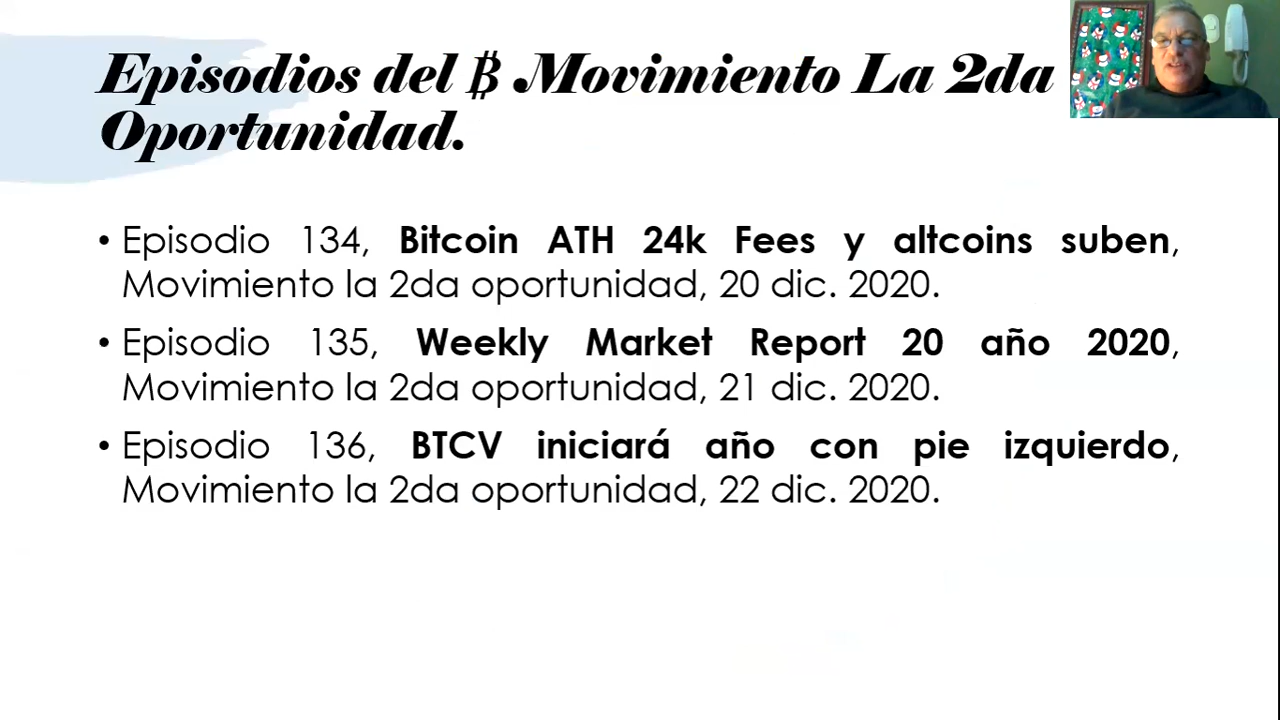 Episodios del ₿ Movimiento La 2da
Oportunidad.
• Episodio 134, Bitcoin ATH 24k Fees y altcoins suben,
Movimiento la 2da oportunidad, 20 dic. 2020.
• Episodio 135, Weekly Market Report 20 año 2020,
Movimiento la 2da oportunidad, 21 dic. 2020.
• Episodio 136, BTCV iniciará año con pie izquierdo,
Movimiento la 2da oportunidad, 22 dic. 2020.